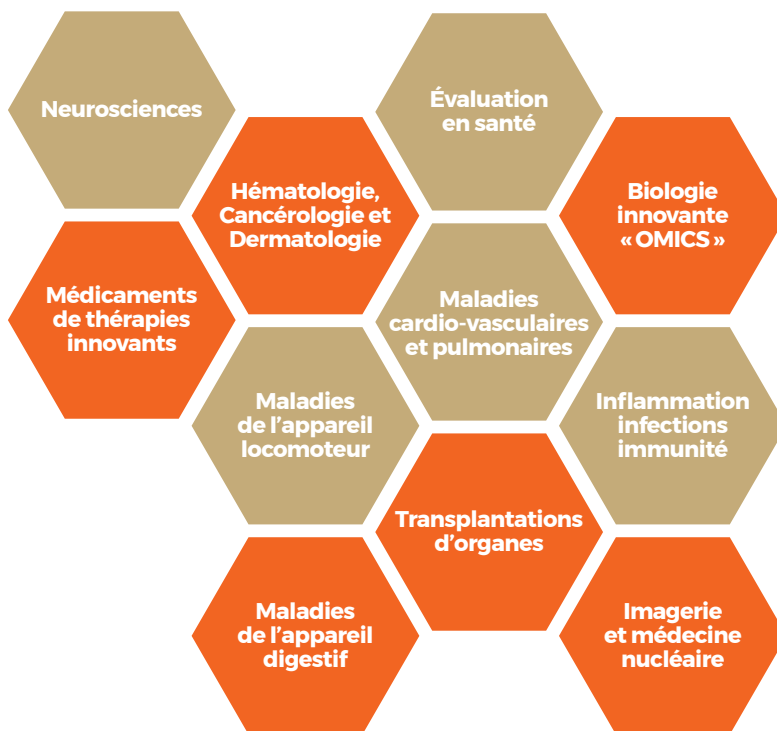 Neurosciences
Évaluation
en santé
Hématologie,
Cancérologie et
Dermatologie
Biologie
innovante
« OMICS »
Médicaments
de thérapies
innovants
Maladies
cardio-vasculaires
et pulmonaires
Maladies
de l’appareil
locomoteur
Inflammation
infections
immunité
Transplantations
d’organes
Maladies
de l’appareil
digestif
Imagerie
et médecine
nucléaire